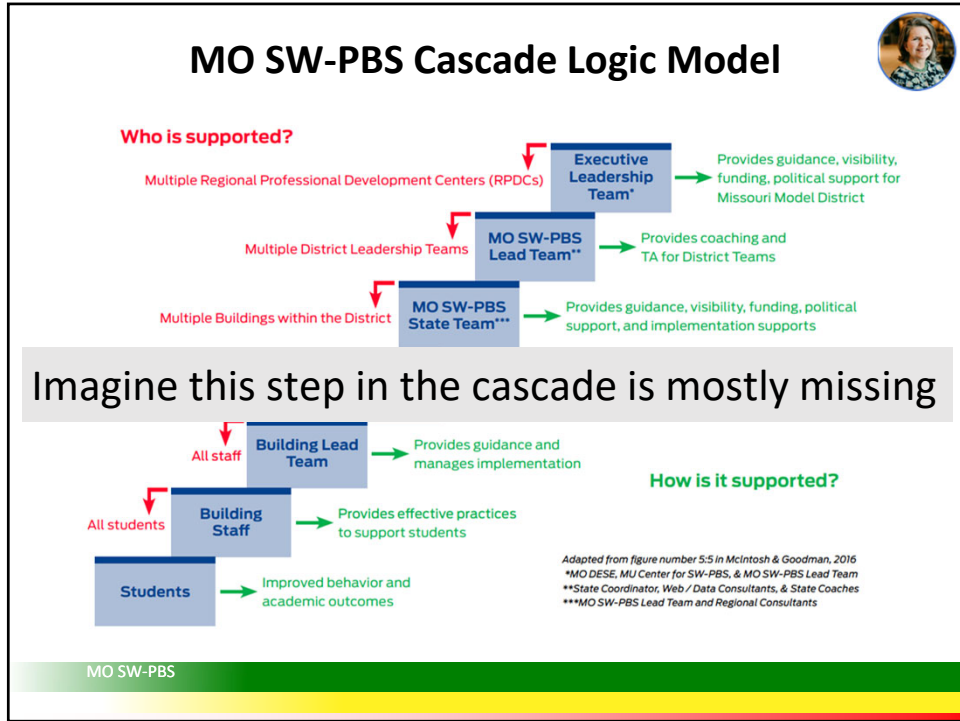 MO SW-PBS Cascade Logic Model
Who is supported?
Multiple Regional Professional Development Centers (RPDCs)
Executive
Leadership
Team*
Provides guidance, visibility,
funding, political support for
Missouri Model District
Multiple District Leadership Teams
MO SW-PBS
Lead Team**
Provides coaching and
TA for District Teams
Multiple Buildings within the District
MO SW-PBS
State Team***
Provides guidance, visibility, funding, political
support, and implementation supports
Imagine this step in the cascade is mostly missing
All staff
Building Lead
Team
Provides guidance and
manages implementation
How is it supported?
All students
Building
Staff
Provides effective practices
to support students
Students
Improved behavior and
academic outcomes
Adapted from figure number 5:5 in McIntosh & Goodman, 2016
*MO DESE, MU Center for SW-PBS, & MO SW-PBS Lead Team
**State Coordinator, Web / Data Consultants, & State Coaches
***MO SW-PBS Lead Team and Regional Consultants
MO SW-PBS